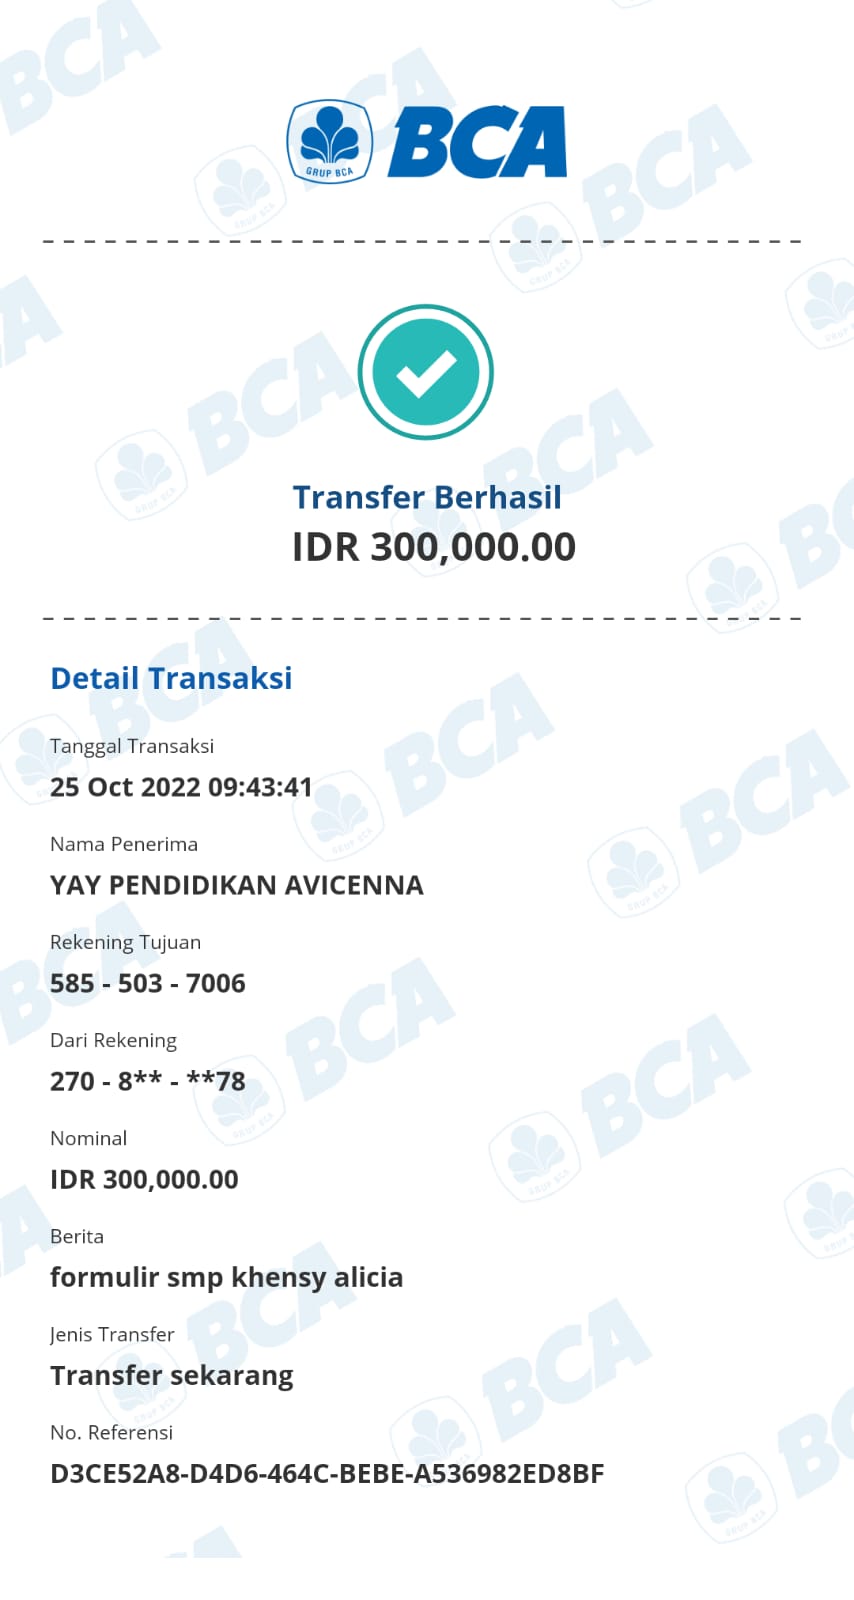 GRUP BCA
BCA
Transfer Berhasil
IDR 300,000.00
Detail Transaksi
Tanggal Transaksi
25 Oct 2022 09:43:41
Nama Penerima
YAY PENDIDIKAN AVICENNA
Rekening Tujuan
585 - 503 - 7006
Dari Rekening
270 - 8** - **78
Nominal
IDR 300,000.00
Berita
formulir smp khensy alicia
Jenis Transfer
Transfer sekarang
No. Referensi
D3CE52A8-D4D6-464C-BEBE-A536982ED8BF